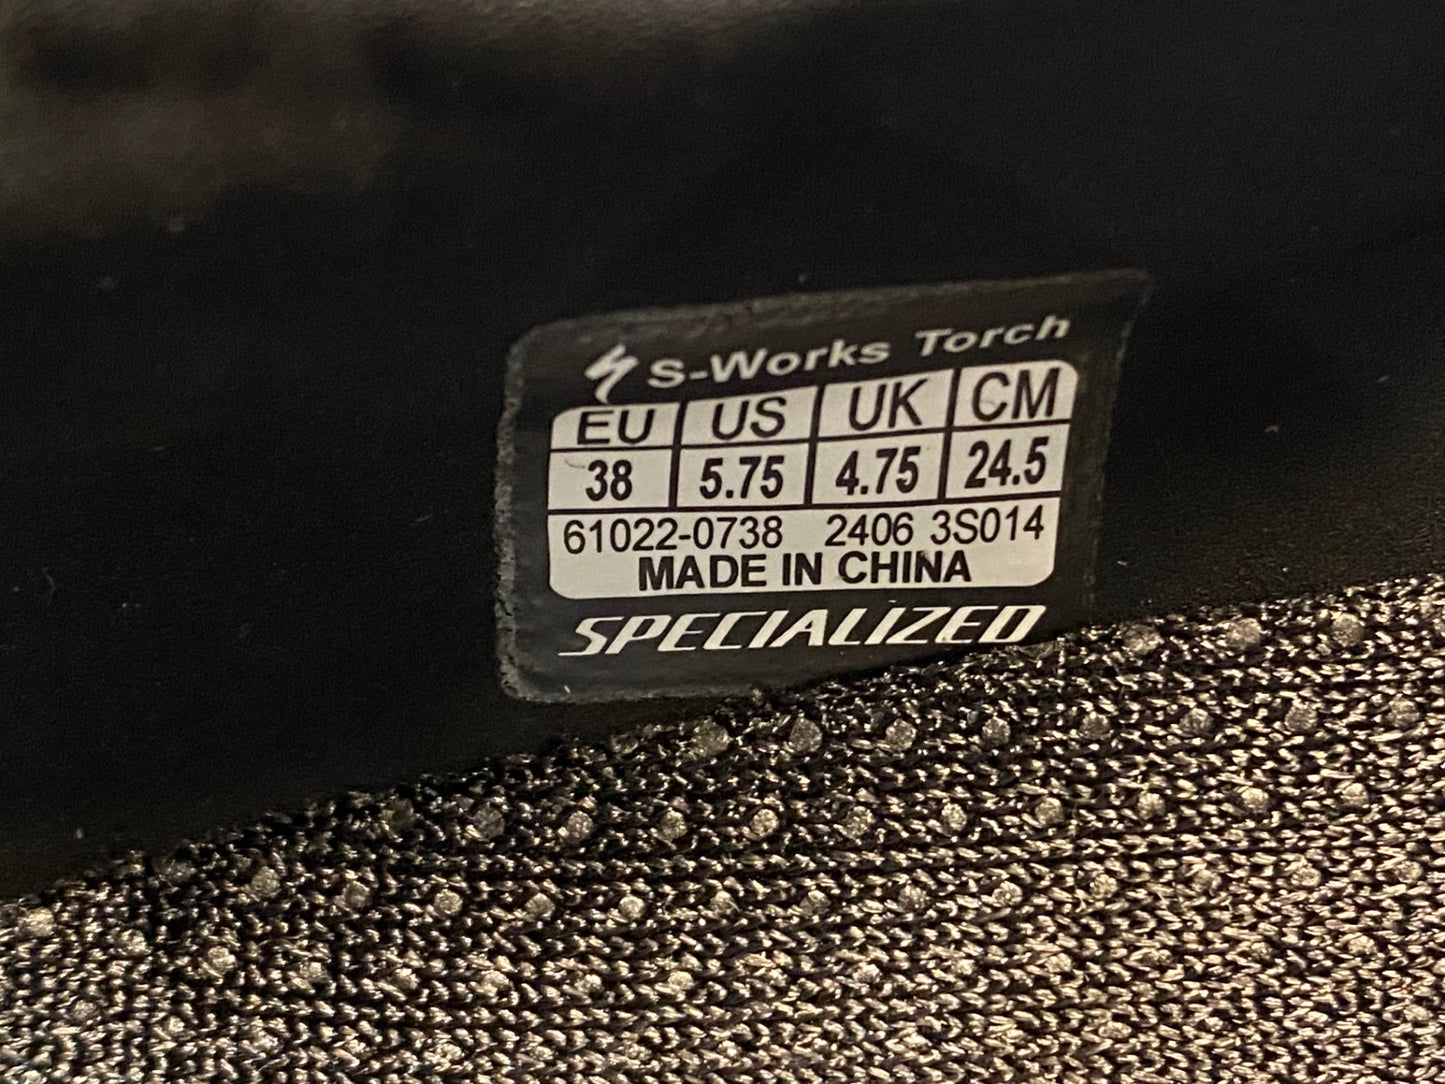 S-Works Torch
EU US UK CM
38 5.75 4.75 24.5
61022-0738 2406 3S014
MADE IN CHINA
SPECIALIZED